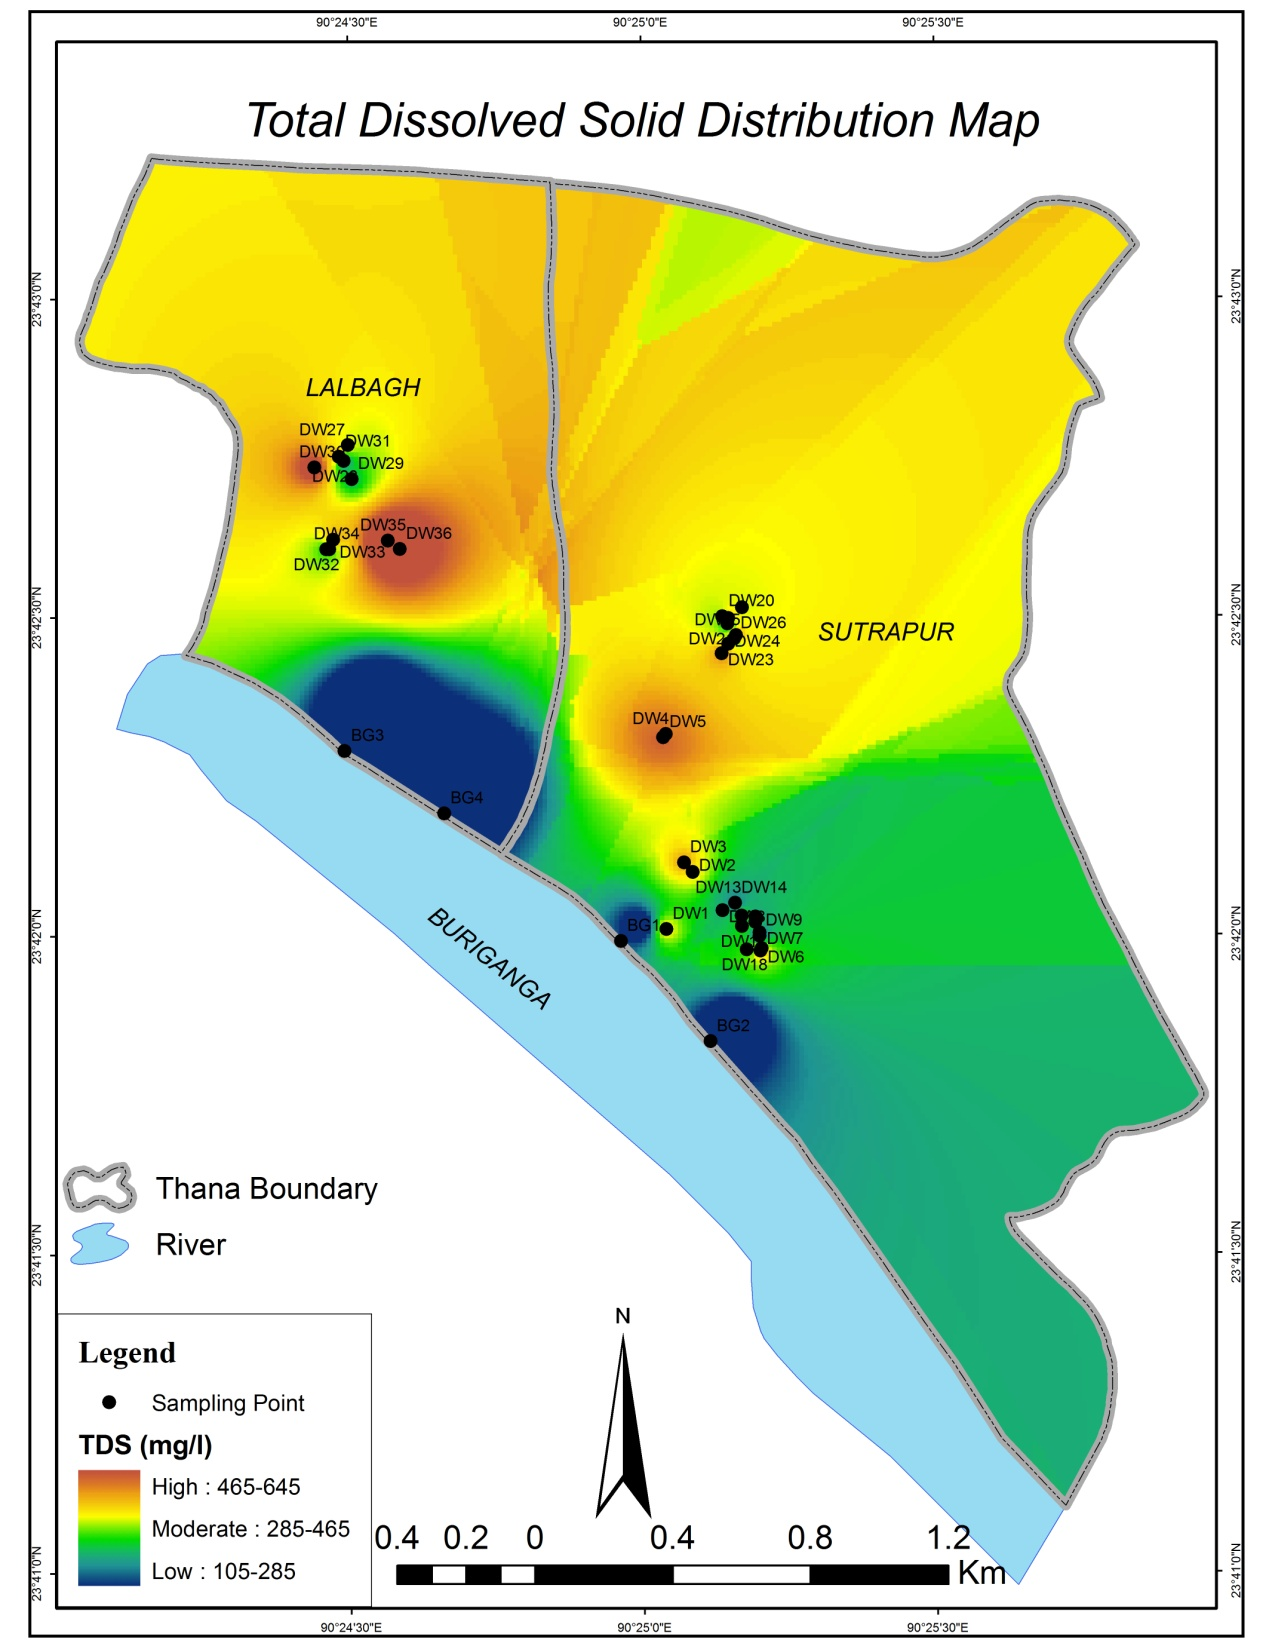 90°24'30"E 90°25'0"E 90°25'30"E
Total Dissolved Solid Distribution Map
23°43'0"N 23°43'0"N
LALBAGH
DW27
DW31
DW29
DW34
DW35
DW36
DW33
DW32
23°42'30"N 23°42'30"N
DW20
DW26
SUTRAPUR
DW24
DW23
DW4 DW5
BG3
BG4
DW3
DW2
DW13 DW14
DW1
DW9
BG1
DW7
DW6
DW18
23°42'0"N 23°42'0"N
BURIGANGA
BG2
Thana Boundary
River
23°41'30"N 23°41'30"N
N
Legend
Sampling Point
TDS (mg/l)
High : 465-645
Moderate : 285-465
Low : 105-285
0.4 0.2 0 0.4 0.8 1.2
Km
23°41'0"N 23°41'0"N
90°24'30"E 90°25'0"E 90°25'30"E